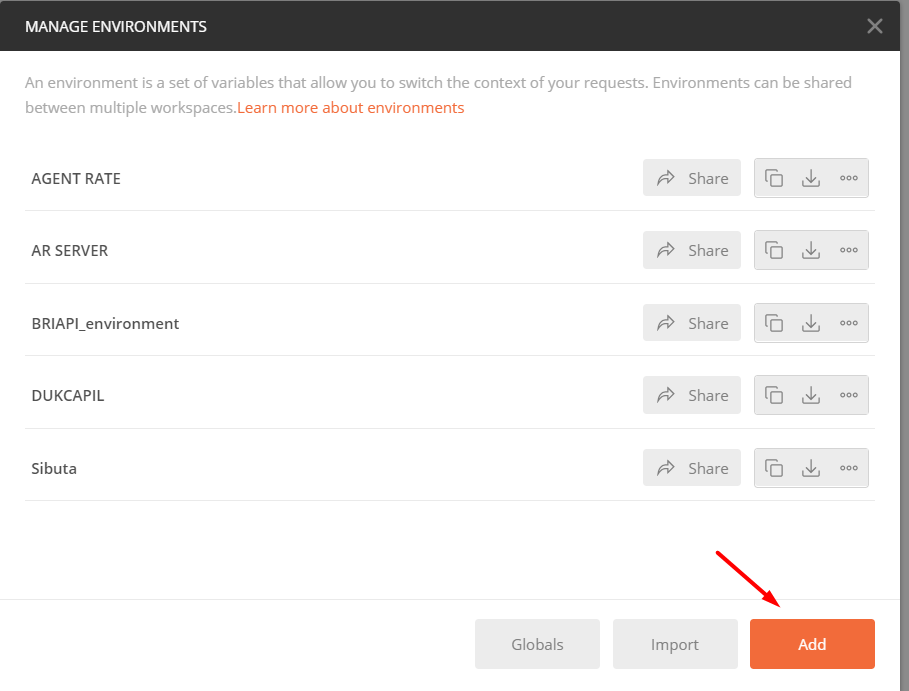 MANAGE ENVIRONMENTS
An environment is a set of variables that allow you to switch the context of your requests. Environments can be shared
between multiple workspaces.Learn more about environments
AGENT RATE Share
AR SERVER Share
BRIAPI_environment Share
DUKCAPIL Share
Sibuta Share
Globals Import Add